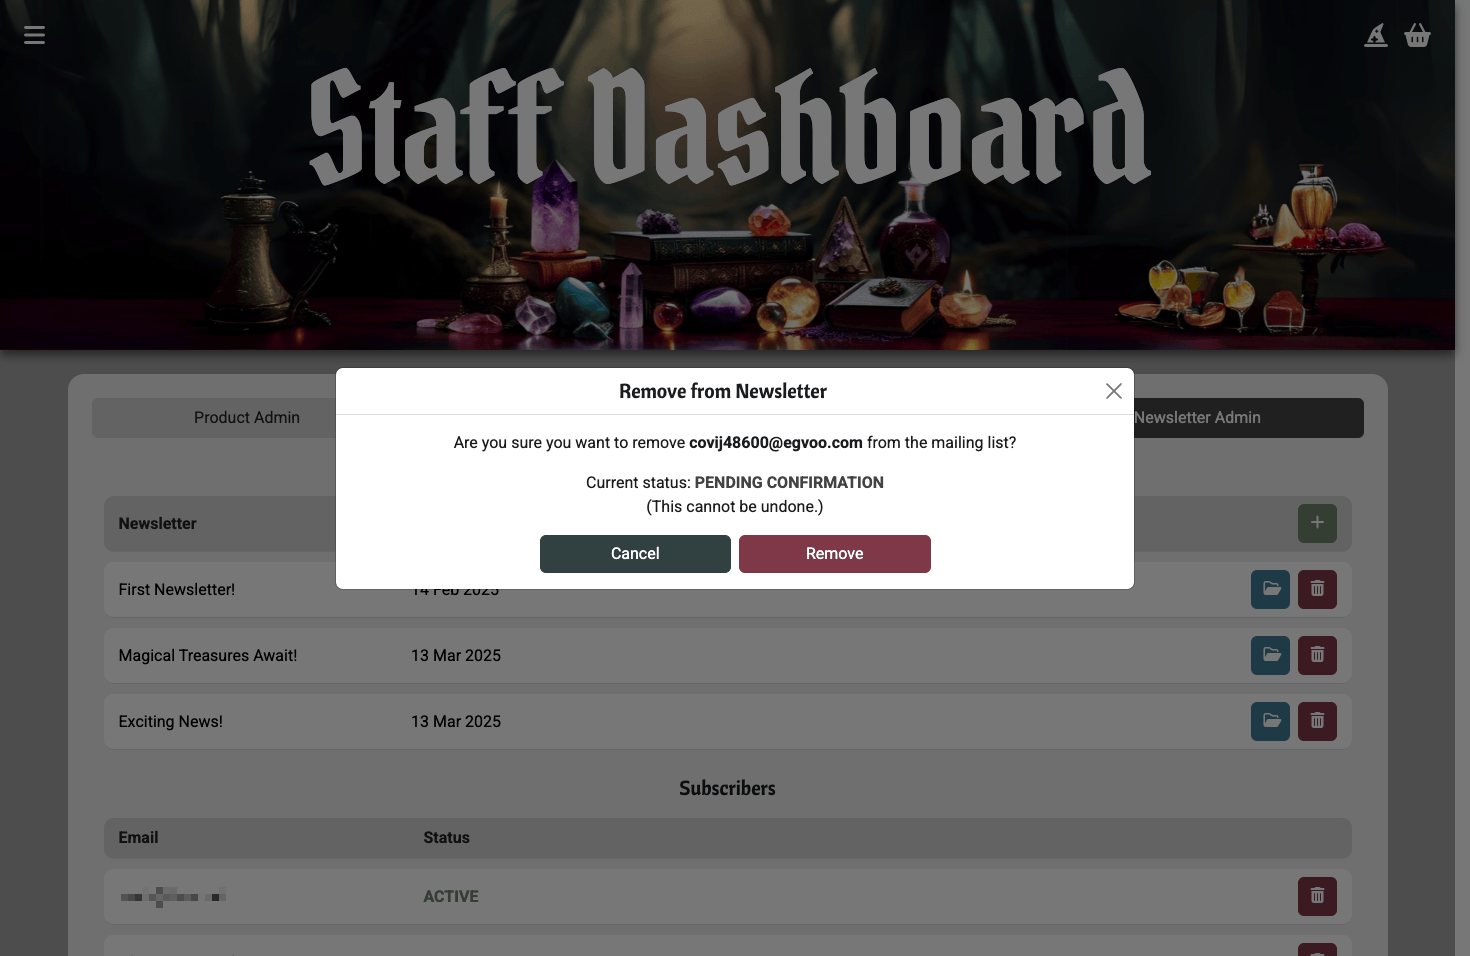 Staff Dashboard
Remove from Newsletter
Are you sure you want to remove covij48600@egvoo.com from the mailing list?
Current status: PENDING CONFIRMATION
(This cannot be undone.)
Cancel
Remove
Product Admin
Newsletter Admin
Newsletter
First Newsletter!
14 Feb 2025
Magical Treasures Await!
13 Mar 2025
Exciting News!
13 Mar 2025
Subscribers
Email
Status
ACTIVE